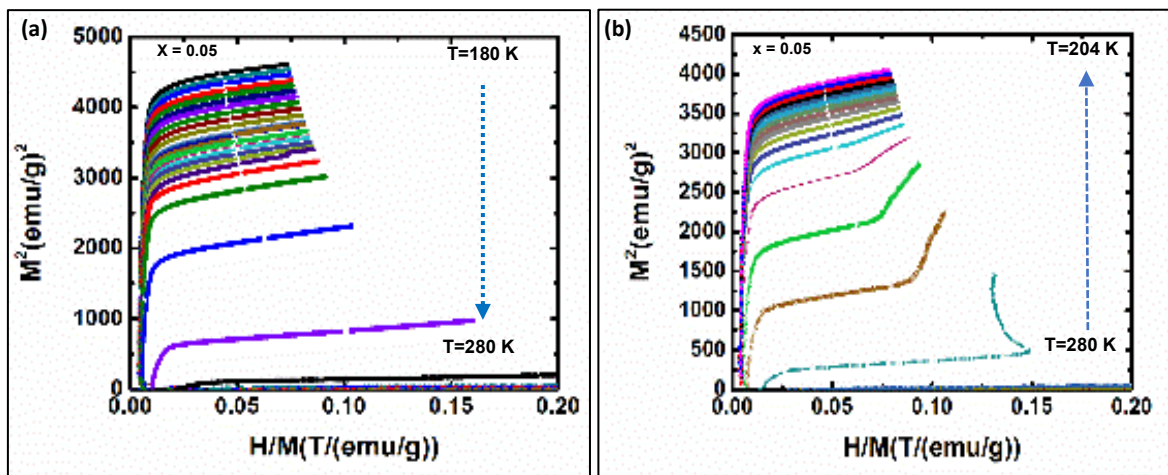 (a)
X = 0.05
T=180 K
T=280 K
M²(emu/g)²
5000
4000
3000
2000
1000
0
0.00 0.05 0.10 0.15 0.20
H/M(T/(emu/g))
(b)
x = 0.05
T=204 K
T=280 K
M²(emu/g)²
4500
4000
3500
3000
2500
2000
1500
1000
500
0
0.00 0.05 0.10 0.15 0.20
H/M(T/(emu/g))